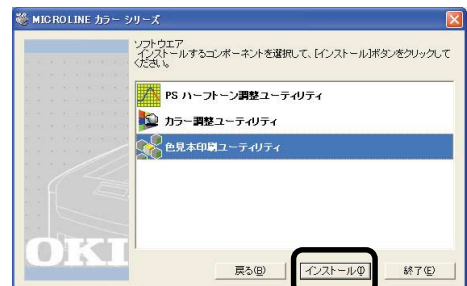 MICROLINE カラー シリーズ
ソフトウエア
インストールするコンポーネントを選択して、[インストール]ボタンをクリックして
ください。
PS ハーフトーン調整ユーティリティ
カラー調整ユーティリティ
色見本印刷ユーティリティ
OKI
戻る(B)
インストール(I)
終了(E)